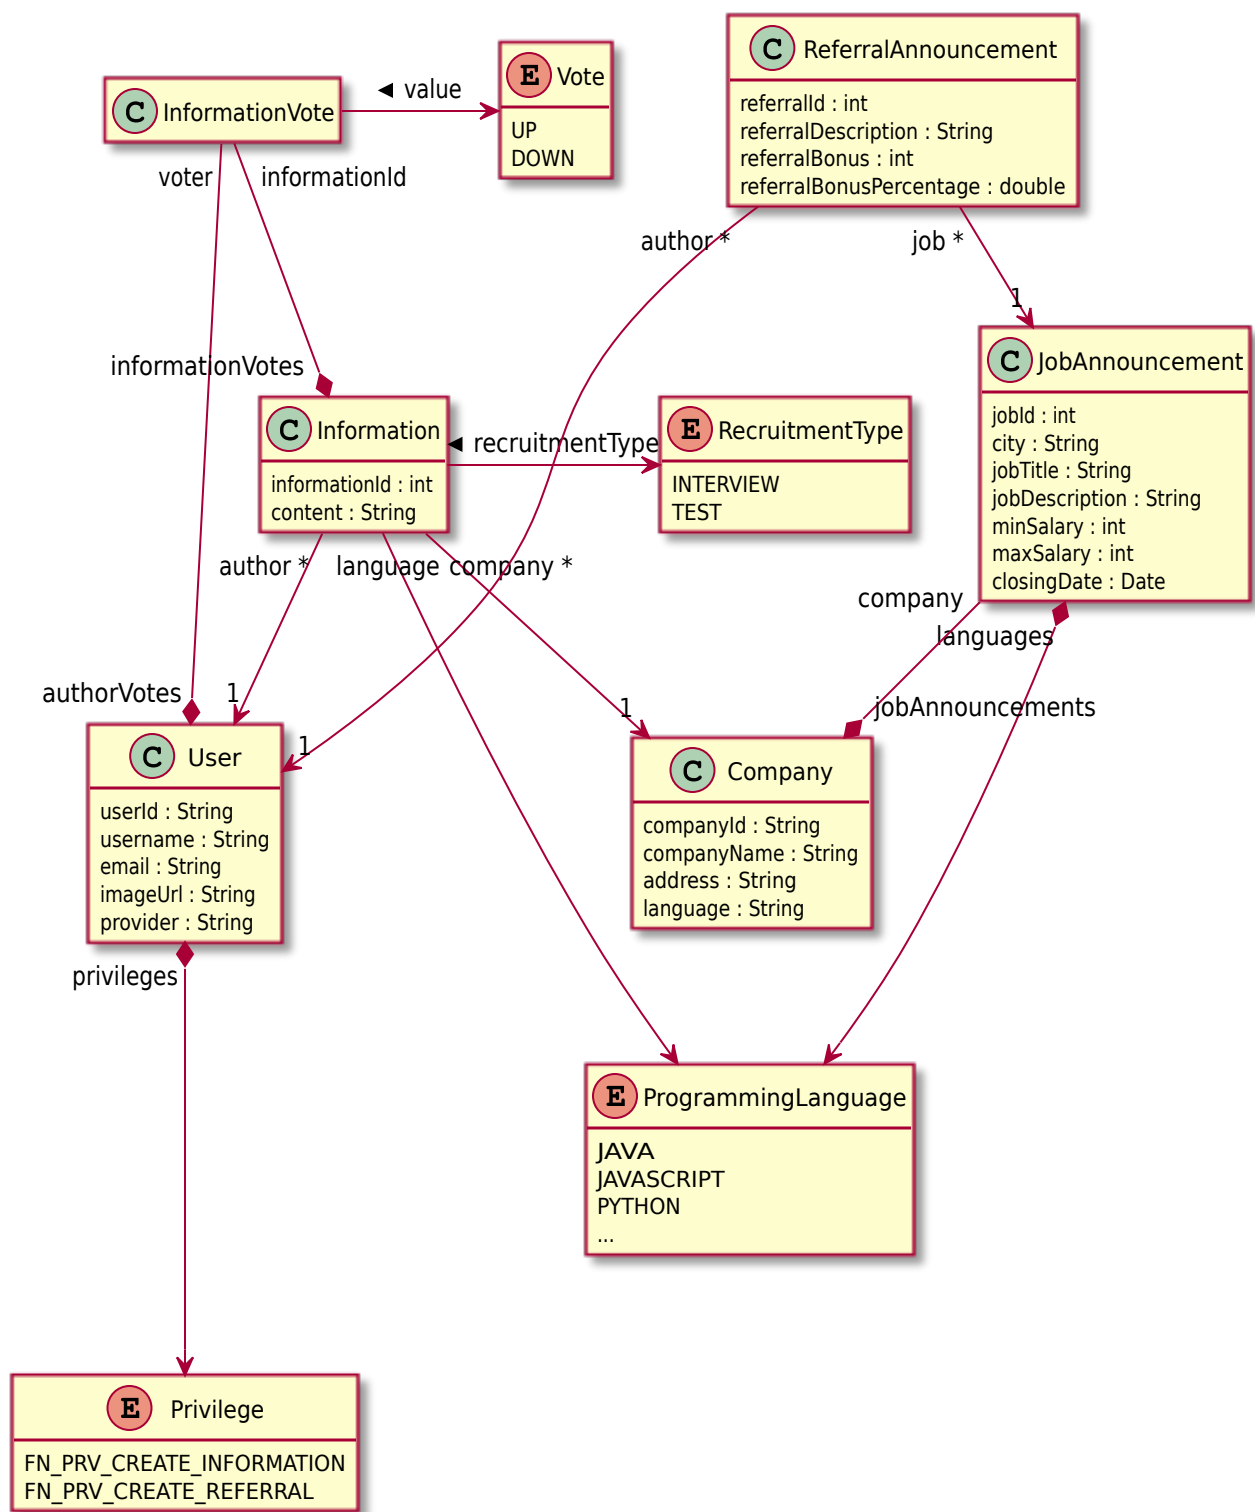 C ReferralAnnouncement
referralId : int
referralDescription : String
referralBonus : int
referralBonusPercentage : double
E Vote
UP
DOWN
◄ value
C InformationVote
voter
informationId
author *
job *
1
informationVotes
C JobAnnouncement
jobId : int
city : String
jobTitle : String
jobDescription : String
minSalary : int
maxSalary : int
closingDate : Date
C Information
informationId : int
content : String
◄ recruitmentType
E RecruitmentType
INTERVIEW
TEST
author *
language
company *
company
languages
authorVotes
1
1
1
jobAnnouncements
C User
userId : String
username : String
email : String
imageUrl : String
provider : String
C Company
companyId : String
companyName : String
address : String
language : String
privileges
E ProgrammingLanguage
JAVA
JAVASCRIPT
PYTHON
...
E Privilege
FN_PRV_CREATE_INFORMATION
FN_PRV_CREATE_REFERRAL